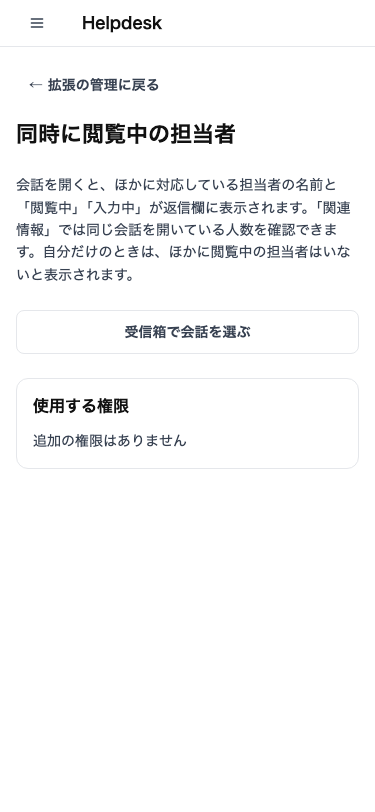 Helpdesk
← 拡張の管理に戻る
同時に閲覧中の担当者
会話を開くと、ほかに対応している担当者の名前と
「閲覧中」「入力中」が返信欄に表示されます。「関連
情報」では同じ会話を開いている人数を確認できま
す。自分だけのときは、ほかに閲覧中の担当者はいな
いと表示されます。
受信箱で会話を選ぶ
使用する権限
追加の権限はありません